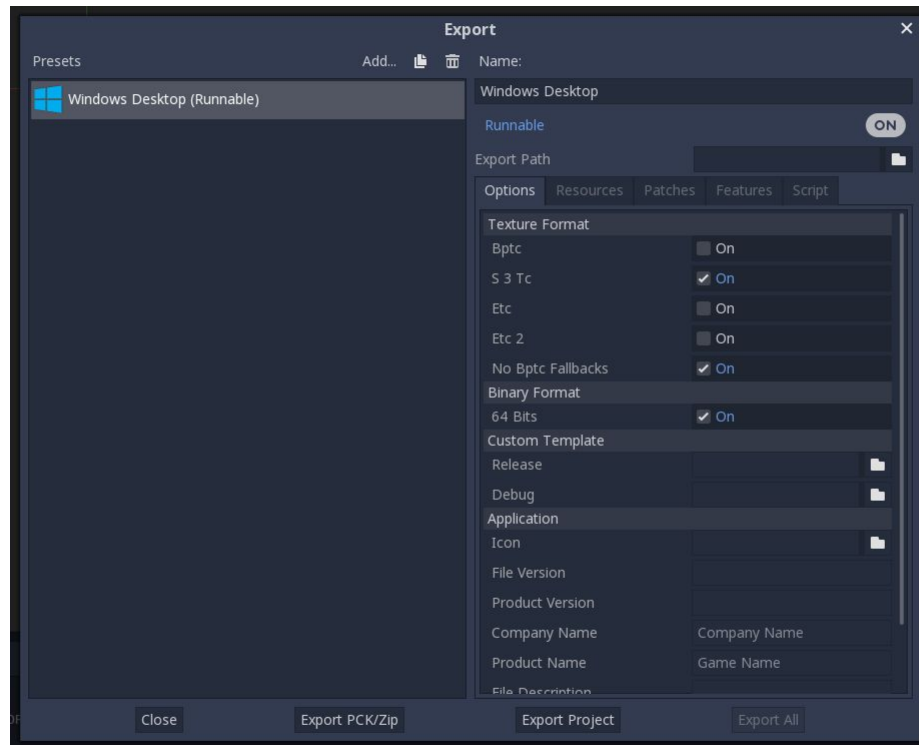 Export
Presets Add... Name:
Windows Desktop (Runnable)
Windows Desktop
Runnable ON
Export Path
Options Resources Patches Features Script
Texture Format
Bptc On
S 3 Tc On
Etc On
Etc 2 On
No Bptc Fallbacks On
Binary Format
64 Bits On
Custom Template
Release
Debug
Application
Icon
File Version
Product Version
Company Name Company Name
Product Name Game Name
File Description
Close Export PCK/Zip Export Project Export All